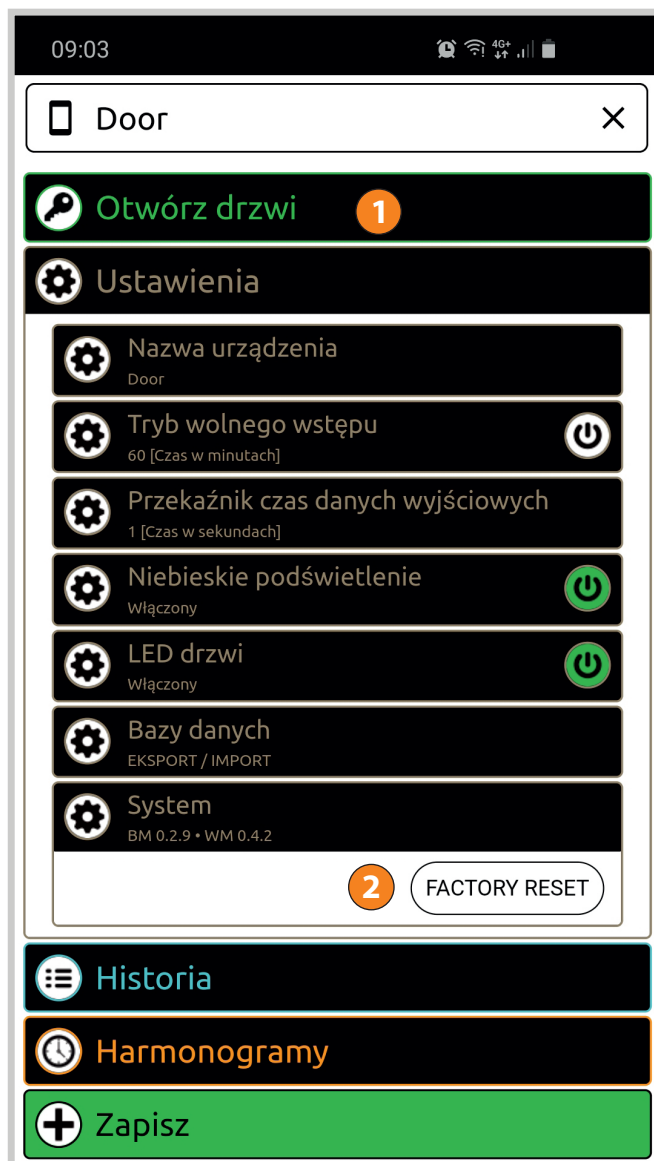 09:03 4G+
Door
Otwórz drzwi 1
Ustawienia
Nazwa urządzenia
Door
Tryb wolnego wstępu
60 [Czas w minutach]
Przekaźnik czas danych wyjściowych
1 [Czas w sekundach]
Niebieskie podświetlenie
Włączony
LED drzwi
Włączony
Bazy danych
EKSPORT / IMPORT
System
BM 0.2.9 • WM 0.4.2
2 FACTORY RESET
Historia
Harmonogramy
Zapisz